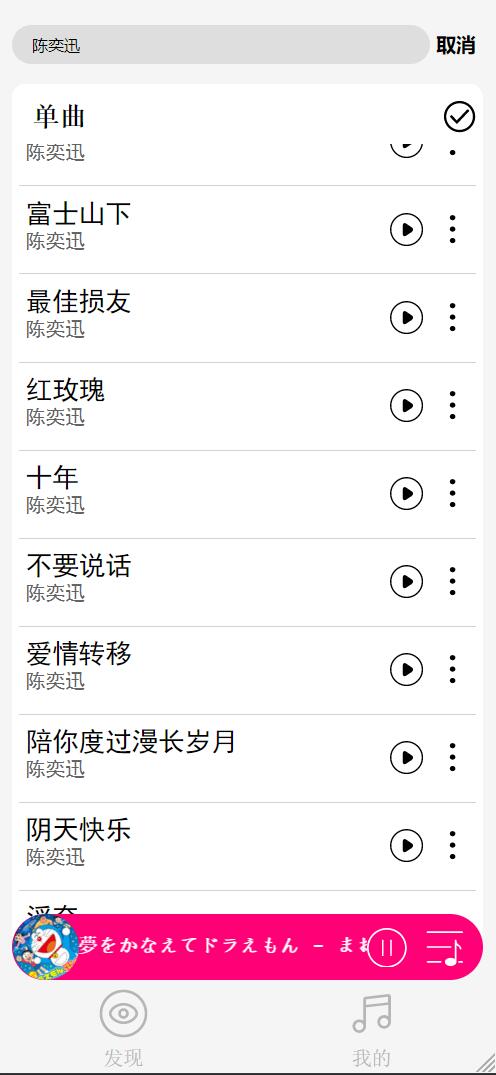 陈奕迅
取消
单曲
陈奕迅
富士山下
陈奕迅
最佳损友
陈奕迅
红玫瑰
陈奕迅
十年
陈奕迅
不要说话
陈奕迅
爱情转移
陈奕迅
陪你度过漫长岁月
陈奕迅
阴天快乐
陈奕迅
夢をかなえてドラえもん - ま
发现
我的